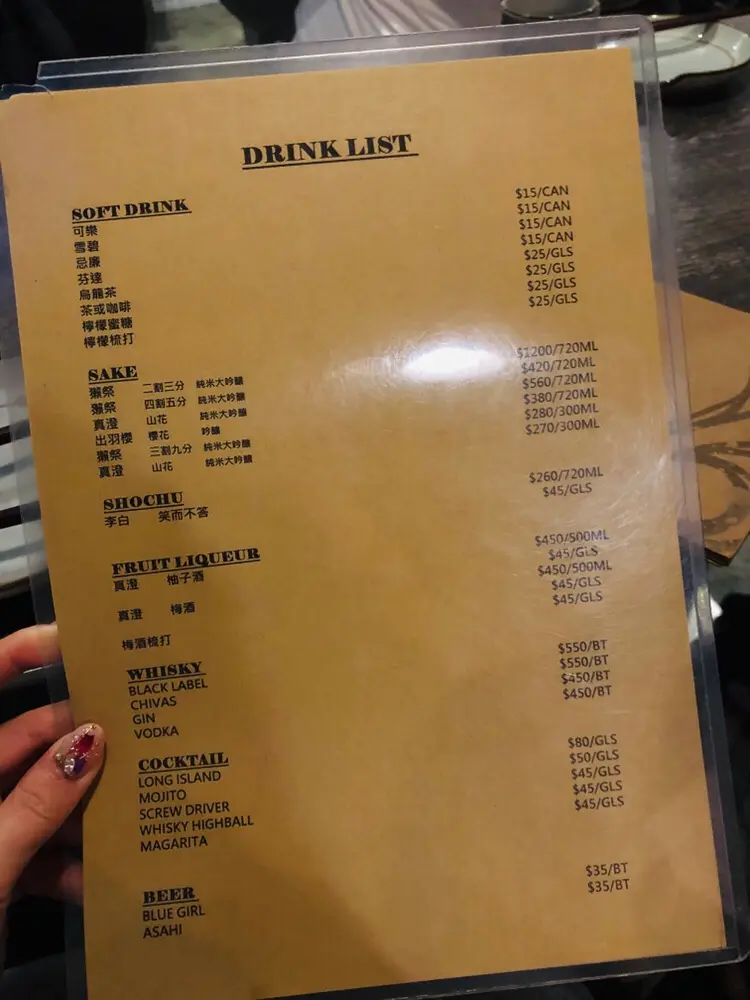 DRINK LIST
SOFT DRINK
可樂 $15/CAN
雪碧 $15/CAN
忌廉 $15/CAN
芬達 $15/CAN
烏龍茶 $25/GLS
茶或咖啡 $25/GLS
檸檬蜜糖 $25/GLS
檸檬梳打 $25/GLS
SAKE
獺祭 二割三分 純米大吟釀 $1200/720ML
獺祭 四割五分 純米大吟釀 $420/720ML
真澄 山花 純米大吟釀 $560/720ML
出羽櫻 櫻花 吟釀 $380/720ML
獺祭 三割九分 純米大吟釀 $280/300ML
真澄 山花 純米大吟釀 $270/300ML
SHOCHU
李白 笑而不答 $260/720ML
$45/GLS
FRUIT LIQUEUR
真澄 柚子酒 $450/500ML
$45/GLS
真澄 梅酒 $450/500ML
$45/GLS
梅酒梳打 $45/GLS
WHISKY
BLACK LABEL $550/BT
CHIVAS $550/BT
GIN $450/BT
VODKA $450/BT
COCKTAIL
LONG ISLAND $80/GLS
MOJITO $50/GLS
SCREW DRIVER $45/GLS
WHISKY HIGHBALL $45/GLS
MAGARITA $45/GLS
BEER
BLUE GIRL $35/BT
ASAHI $35/BT